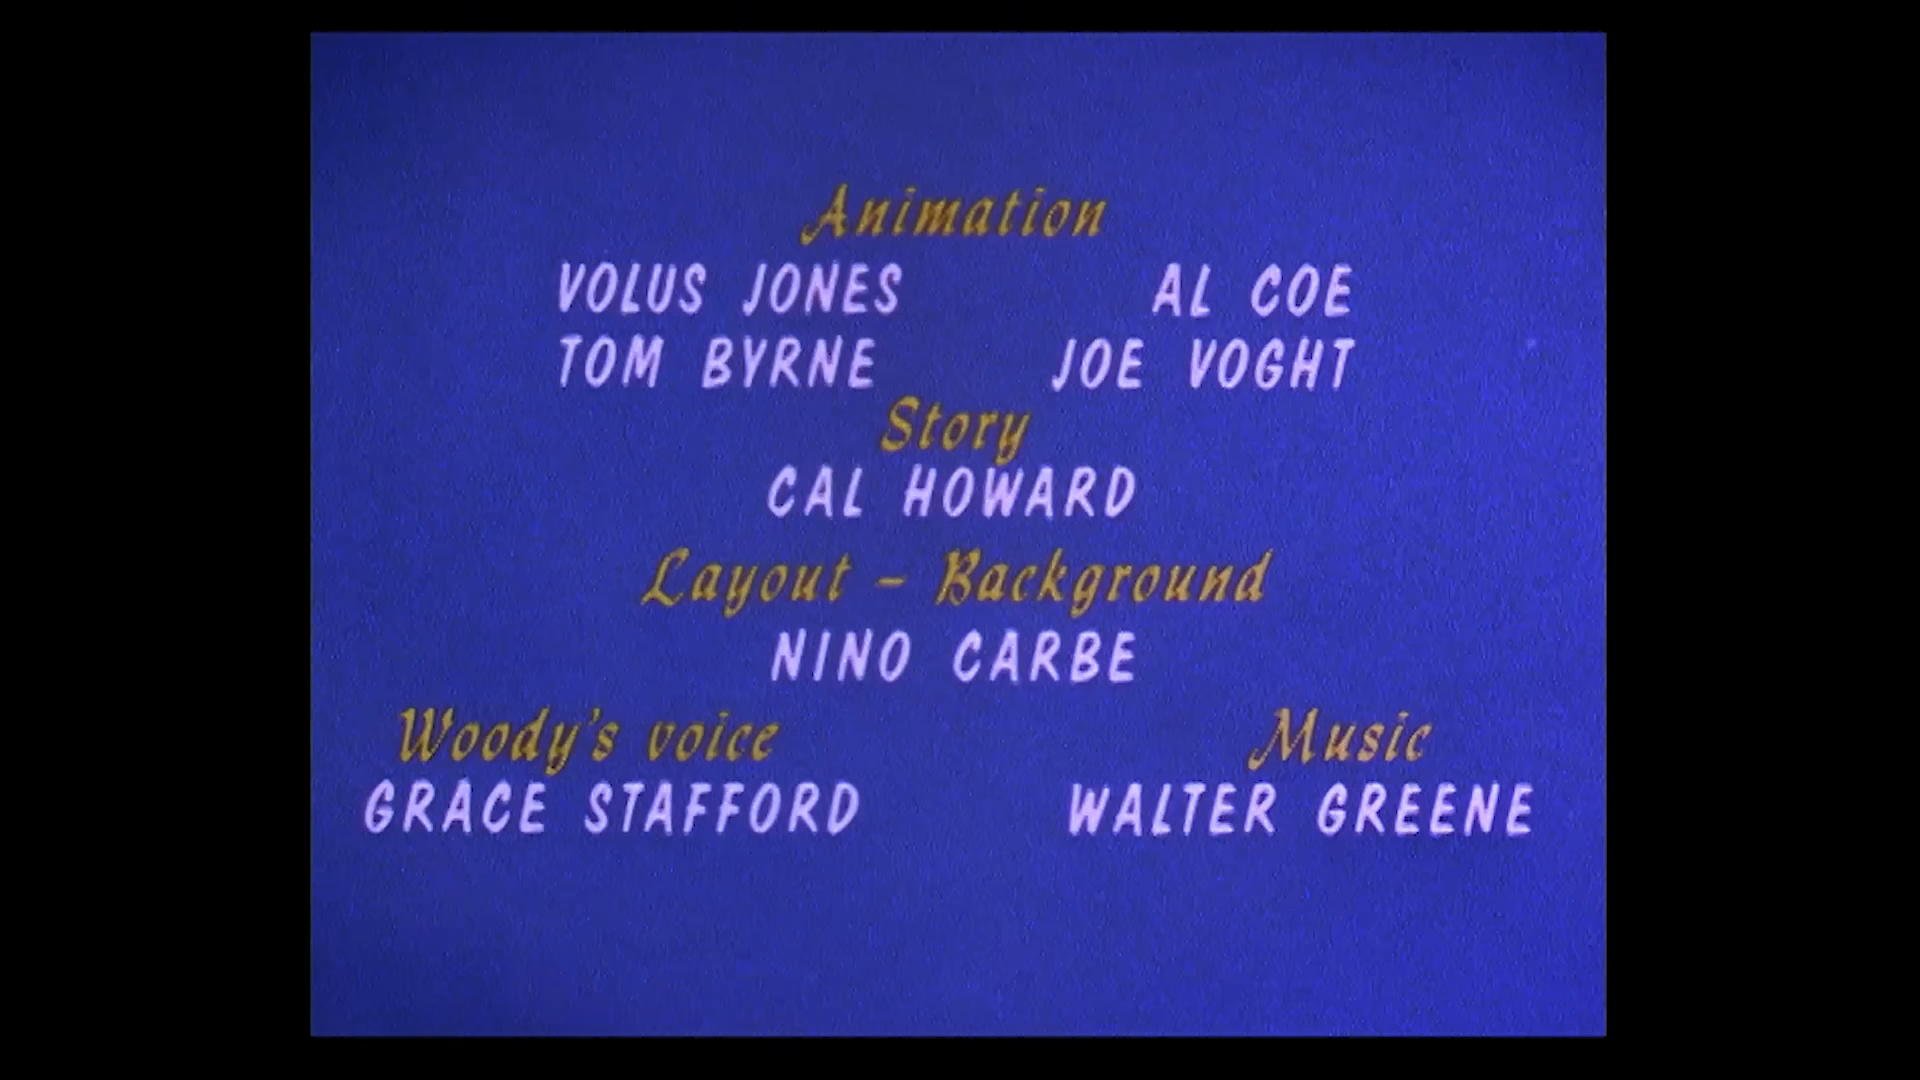 Animation
VOLUS JONES AL COE
TOM BYRNE JOE VOGHT
Story
CAL HOWARD
Layout - Background
NINO CARBE
Woody's voice Music
GRACE STAFFORD WALTER GREENE